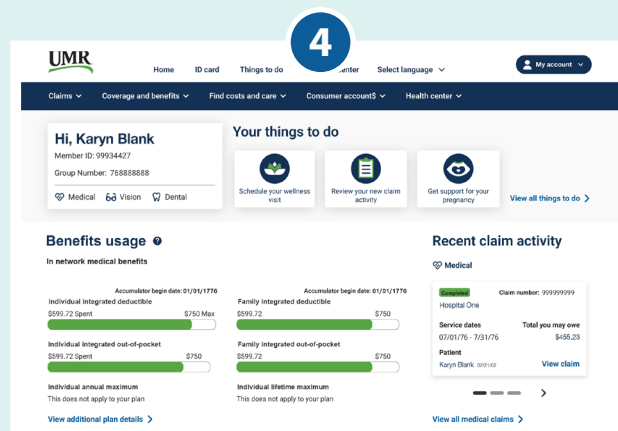 4
UMR
Home ID card Things to do enter Select language My account
Claims Coverage and benefits Find costs and care Consumer account$ Health center
Hi, Karyn Blank
Member ID: 99934427
Group Number: 768888888
Medical Vision Dental
Your things to do
Schedule your wellness
visit
Review your new claim
activity
Get support for your
pregnancy
View all things to do
Benefits usage ?
In network medical benefits
Accumulator begin date: 01/01/1776
Individual integrated deductible
$599.72 Spent $750 Max
Individual integrated out-of-pocket
$599.72 Spent $750
Individual annual maximum
This does not apply to your plan
View additional plan details
Accumulator begin date: 01/01/1776
Family integrated deductible
$599.72 $750
Family integrated out-of-pocket
$599.72 $750
Individual lifetime maximum
This does not apply to your plan
Recent claim activity
Medical
Completed Claim number: 999999999
Hospital One
Service dates Total you may owe
07/01/76 - 7/31/76 $455.23
Patient
Karyn Blank
View claim
View all medical claims